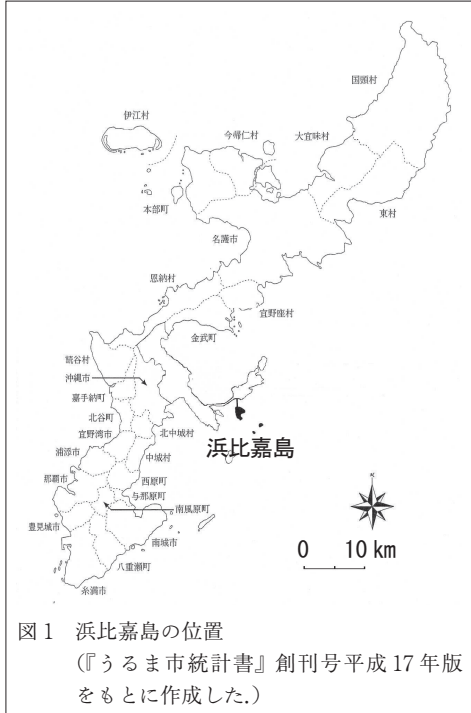 国頭村
伊江村
今帰仁村
大宜味村
本部町
東村
名護市
恩納村
宜野座村
金武町
読谷村
沖縄市
嘉手納町
北谷町
北中城村
宜野湾市
浜比嘉島
中城村
浦添市
西原町
那覇市
与那原町
南風原町
豊見城市
南城市
八重瀬町
糸満市
0 10 km
図1 浜比嘉島の位置
(『うるま市統計書』創刊号平成17年版
をもとに作成した.)